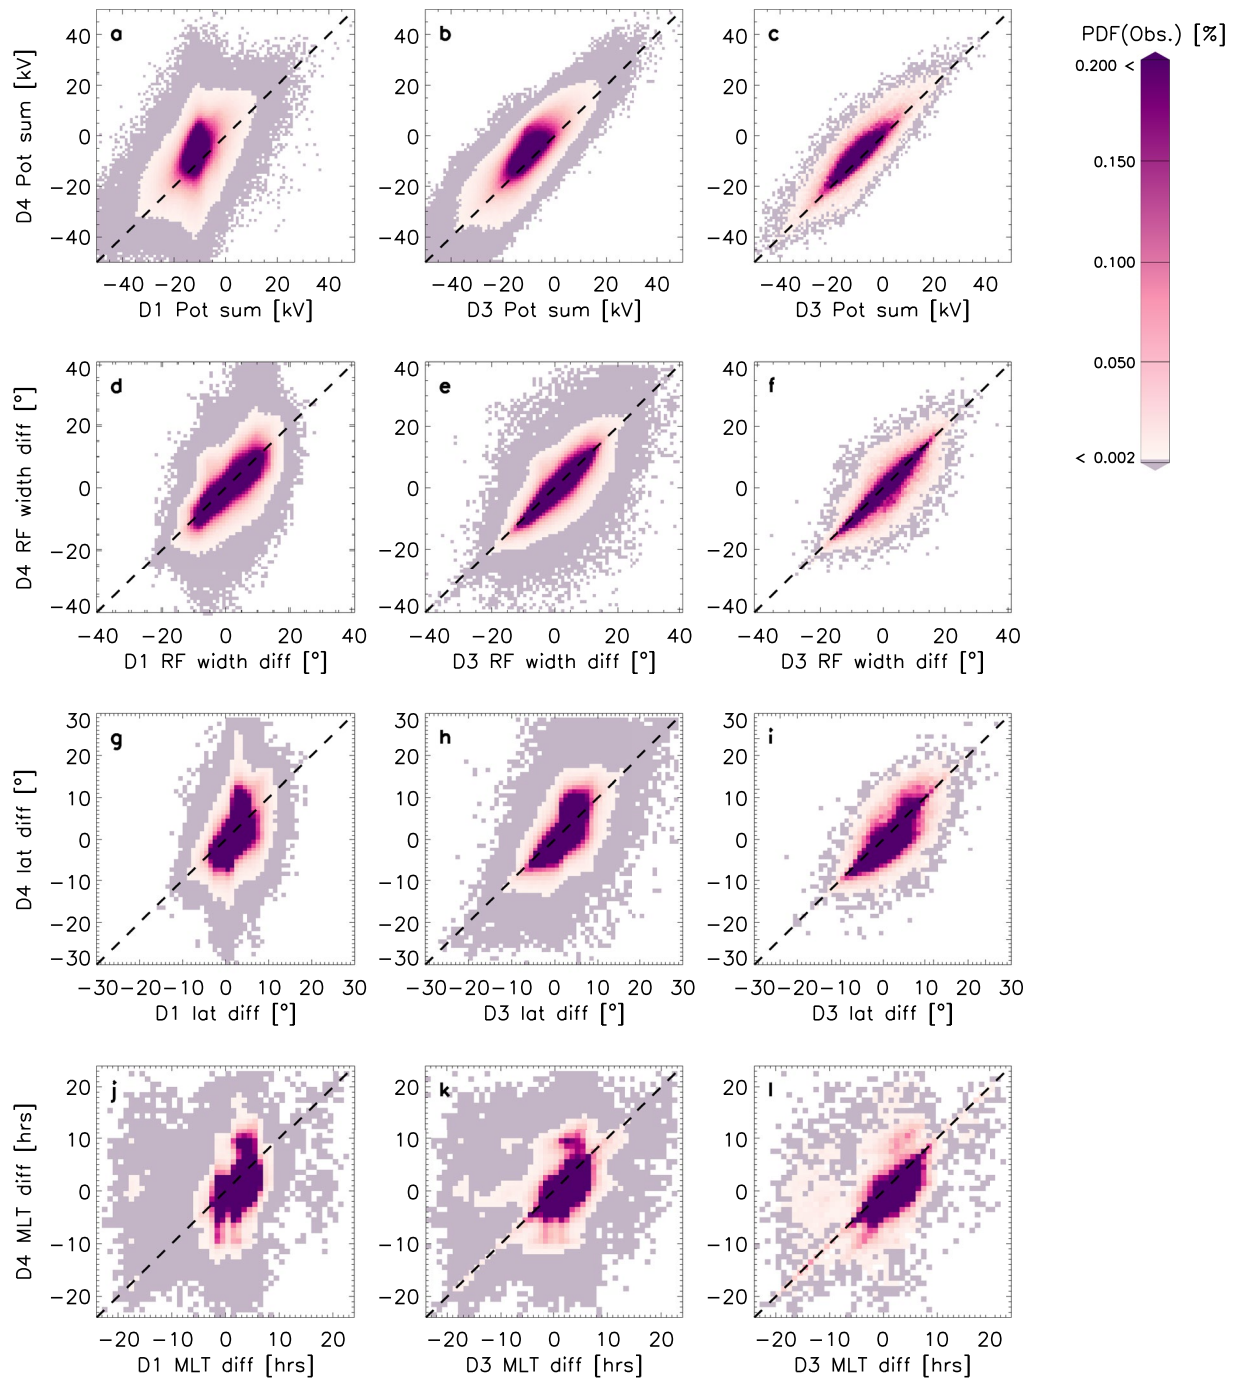 PDF(Obs.) [%]
0.200 <
0.150
0.100
0.050
< 0.002
a
b
c
D4 Pot sum [kV]
40
20
0
−20
−40
40
20
0
−20
−40
40
20
0
−20
−40
−40 −20 0 20 40
−40 −20 0 20 40
−40 −20 0 20 40
D1 Pot sum [kV]
D3 Pot sum [kV]
D3 Pot sum [kV]
d
e
f
D4 RF width diff [°]
40
20
0
−20
−40
40
20
0
−20
−40
40
20
0
−20
−40
−40 −20 0 20 40
−40 −20 0 20 40
−40 −20 0 20 40
D1 RF width diff [°]
D3 RF width diff [°]
D3 RF width diff [°]
g
h
i
D4 lat diff [°]
30
20
10
0
−10
−20
−30
30
20
10
0
−10
−20
−30
30
20
10
0
−10
−20
−30
−30 −20 −10 0 10 20 30
−30 −20 −10 0 10 20 30
−30 −20 −10 0 10 20 30
D1 lat diff [°]
D3 lat diff [°]
D3 lat diff [°]
j
k
l
D4 MLT diff [hrs]
20
10
0
−10
−20
20
10
0
−10
−20
20
10
0
−10
−20
−20 −10 0 10 20
−20 −10 0 10 20
−20 −10 0 10 20
D1 MLT diff [hrs]
D3 MLT diff [hrs]
D3 MLT diff [hrs]